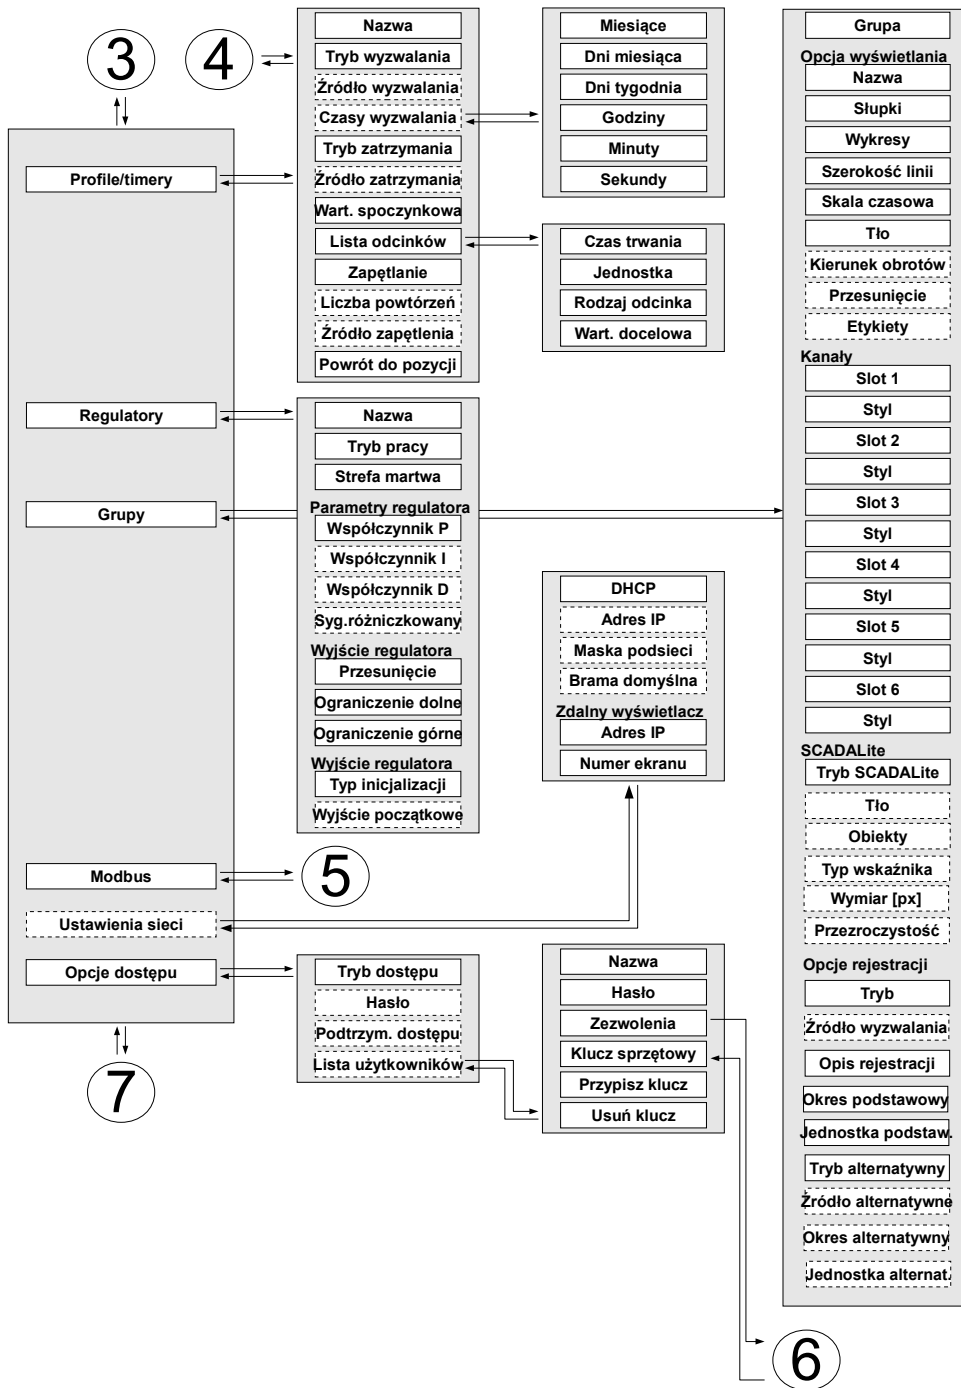 3
4
Profile/timery
Regulatory
Grupy
Modbus
Ustawienia sieci
Opcje dostępu
7
Nazwa
Tryb wyzwalania
Źródło wyzwalania
Czasy wyzwalania
Tryb zatrzymania
Źródło zatrzymania
Wart. spoczynkowa
Lista odcinków
Zapętlanie
Liczba powtórzeń
Źródło zapętlenia
Powrót do pozycji
Miesiące
Dni miesiąca
Dni tygodnia
Godziny
Minuty
Sekundy
Czas trwania
Jednostka
Rodzaj odcinka
Wart. docelowa
Nazwa
Tryb pracy
Strefa martwa
Parametry regulatora
Współczynnik P
Współczynnik I
Współczynnik D
Syg.różniczkowany
Wyjście regulatora
Przesunięcie
Ograniczenie dolne
Ograniczenie górne
Wyjście regulatora
Typ inicjalizacji
Wyjście początkowe
5
DHCP
Adres IP
Maska podsieci
Brama domyślna
Zdalny wyświetlacz
Adres IP
Numer ekranu
Tryb dostępu
Hasło
Podtrzym. dostępu
Lista użytkowników
Nazwa
Hasło
Zezwolenia
Klucz sprzętowy
Przypisz klucz
Usuń klucz
6
Grupa
Opcja wyświetlania
Nazwa
Słupki
Wykresy
Szerokość linii
Skala czasowa
Tło
Kierunek obrotów
Przesunięcie
Etykiety
Kanały
Slot 1
Styl
Slot 2
Styl
Slot 3
Styl
Slot 4
Styl
Slot 5
Styl
Slot 6
Styl
SCADALite
Tryb SCADALite
Tło
Obiekty
Typ wskaźnika
Wymiar [px]
Przezroczystość
Opcje rejestracji
Tryb
Źródło wyzwalania
Opis rejestracji
Okres podstawowy
Jednostka podstaw.
Tryb alternatywny
Źródło alternatywne
Okres alternatywny
Jednostka alternat.